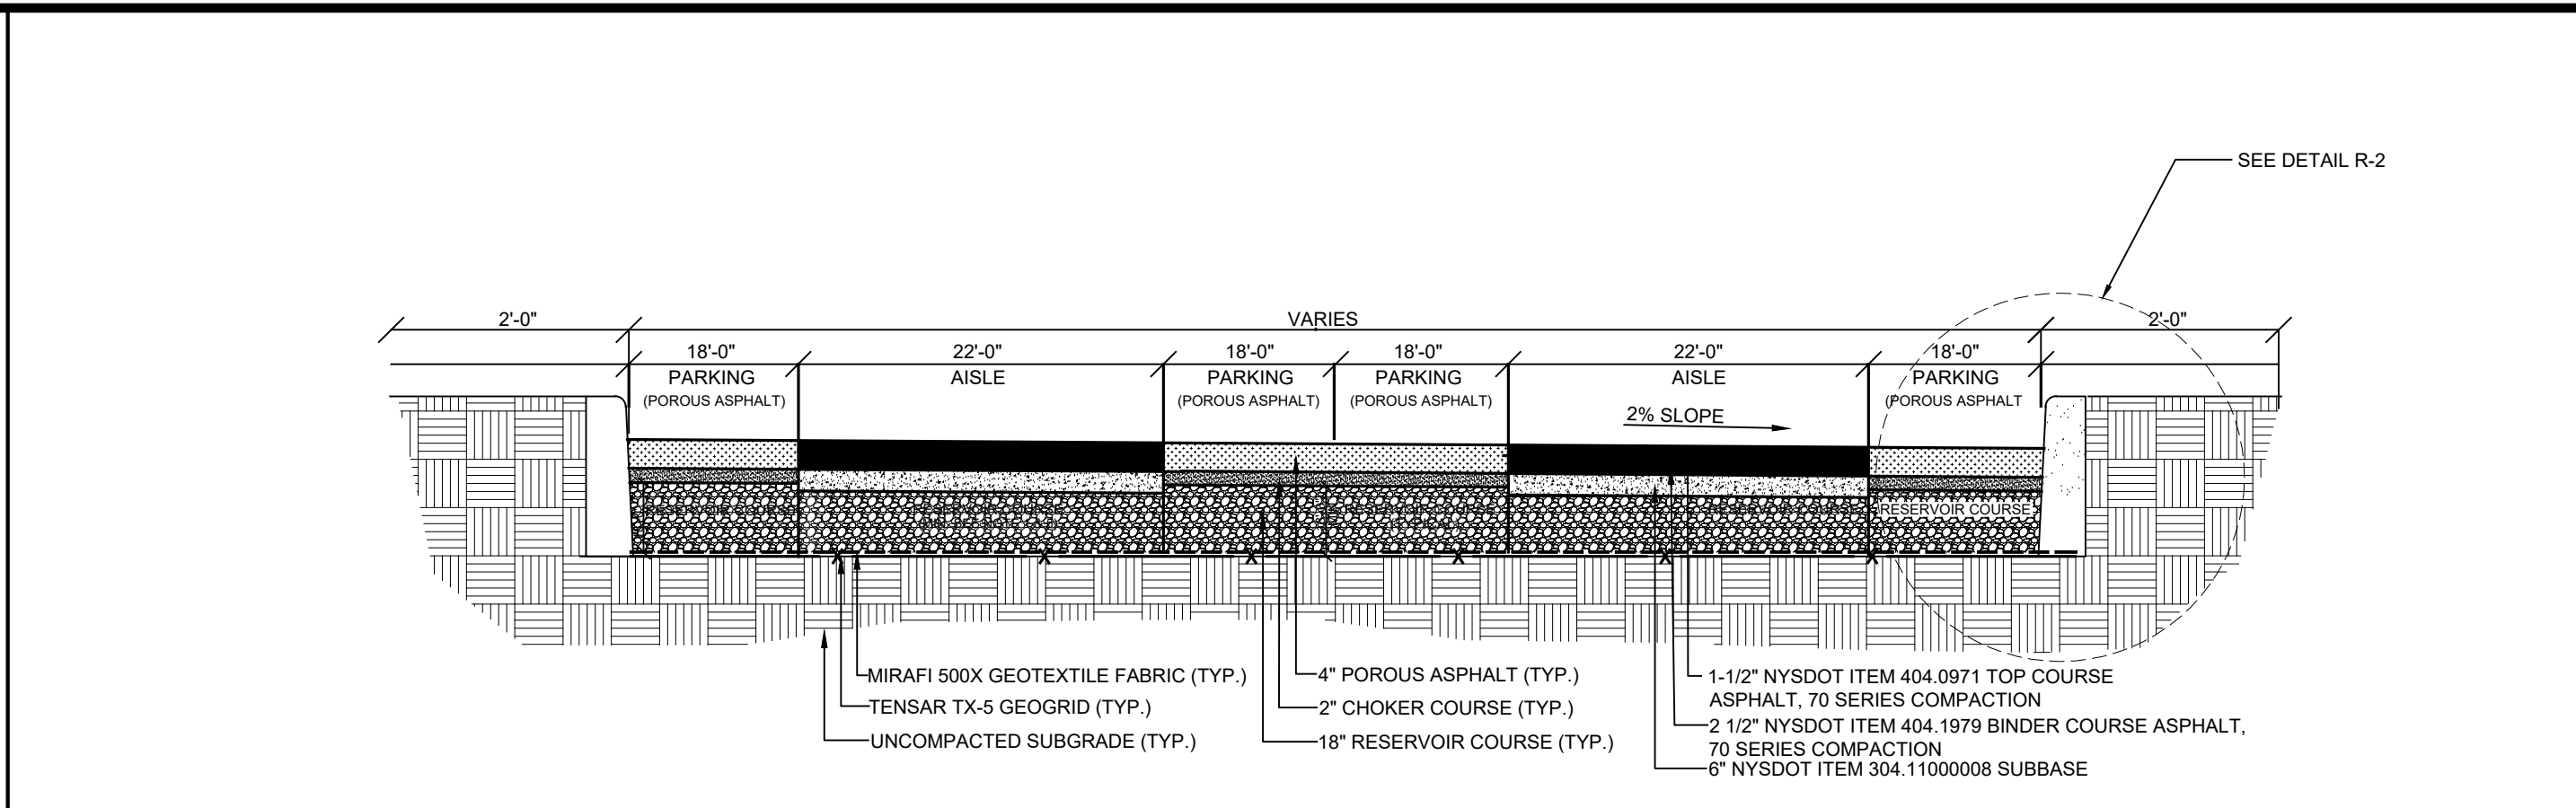 SEE DETAIL R-2
2'-0" VARIES 2'-0"
18'-0" 22'-0" 18'-0" 18'-0" 22'-0" 18'-0"
PARKING AISLE PARKING PARKING AISLE PARKING
(POROUS ASPHALT) (POROUS ASPHALT) (POROUS ASPHALT) (POROUS ASPHALT
2% SLOPE
RESERVOIR COURSE RESERVOIR COURSE RESERVOIR COURSE RESERVOIR COURSE RESERVOIR COURSE
(TYPICAL)
MIRAFI 500X GEOTEXTILE FABRIC (TYP.)
TENSAR TX-5 GEOGRID (TYP.)
UNCOMPACTED SUBGRADE (TYP.)
4" POROUS ASPHALT (TYP.)
2" CHOKER COURSE (TYP.)
18" RESERVOIR COURSE (TYP.)
1-1/2" NYSDOT ITEM 404.0971 TOP COURSE
ASPHALT, 70 SERIES COMPACTION
2 1/2" NYSDOT ITEM 404.1979 BINDER COURSE ASPHALT,
70 SERIES COMPACTION
6" NYSDOT ITEM 304.11000008 SUBBASE